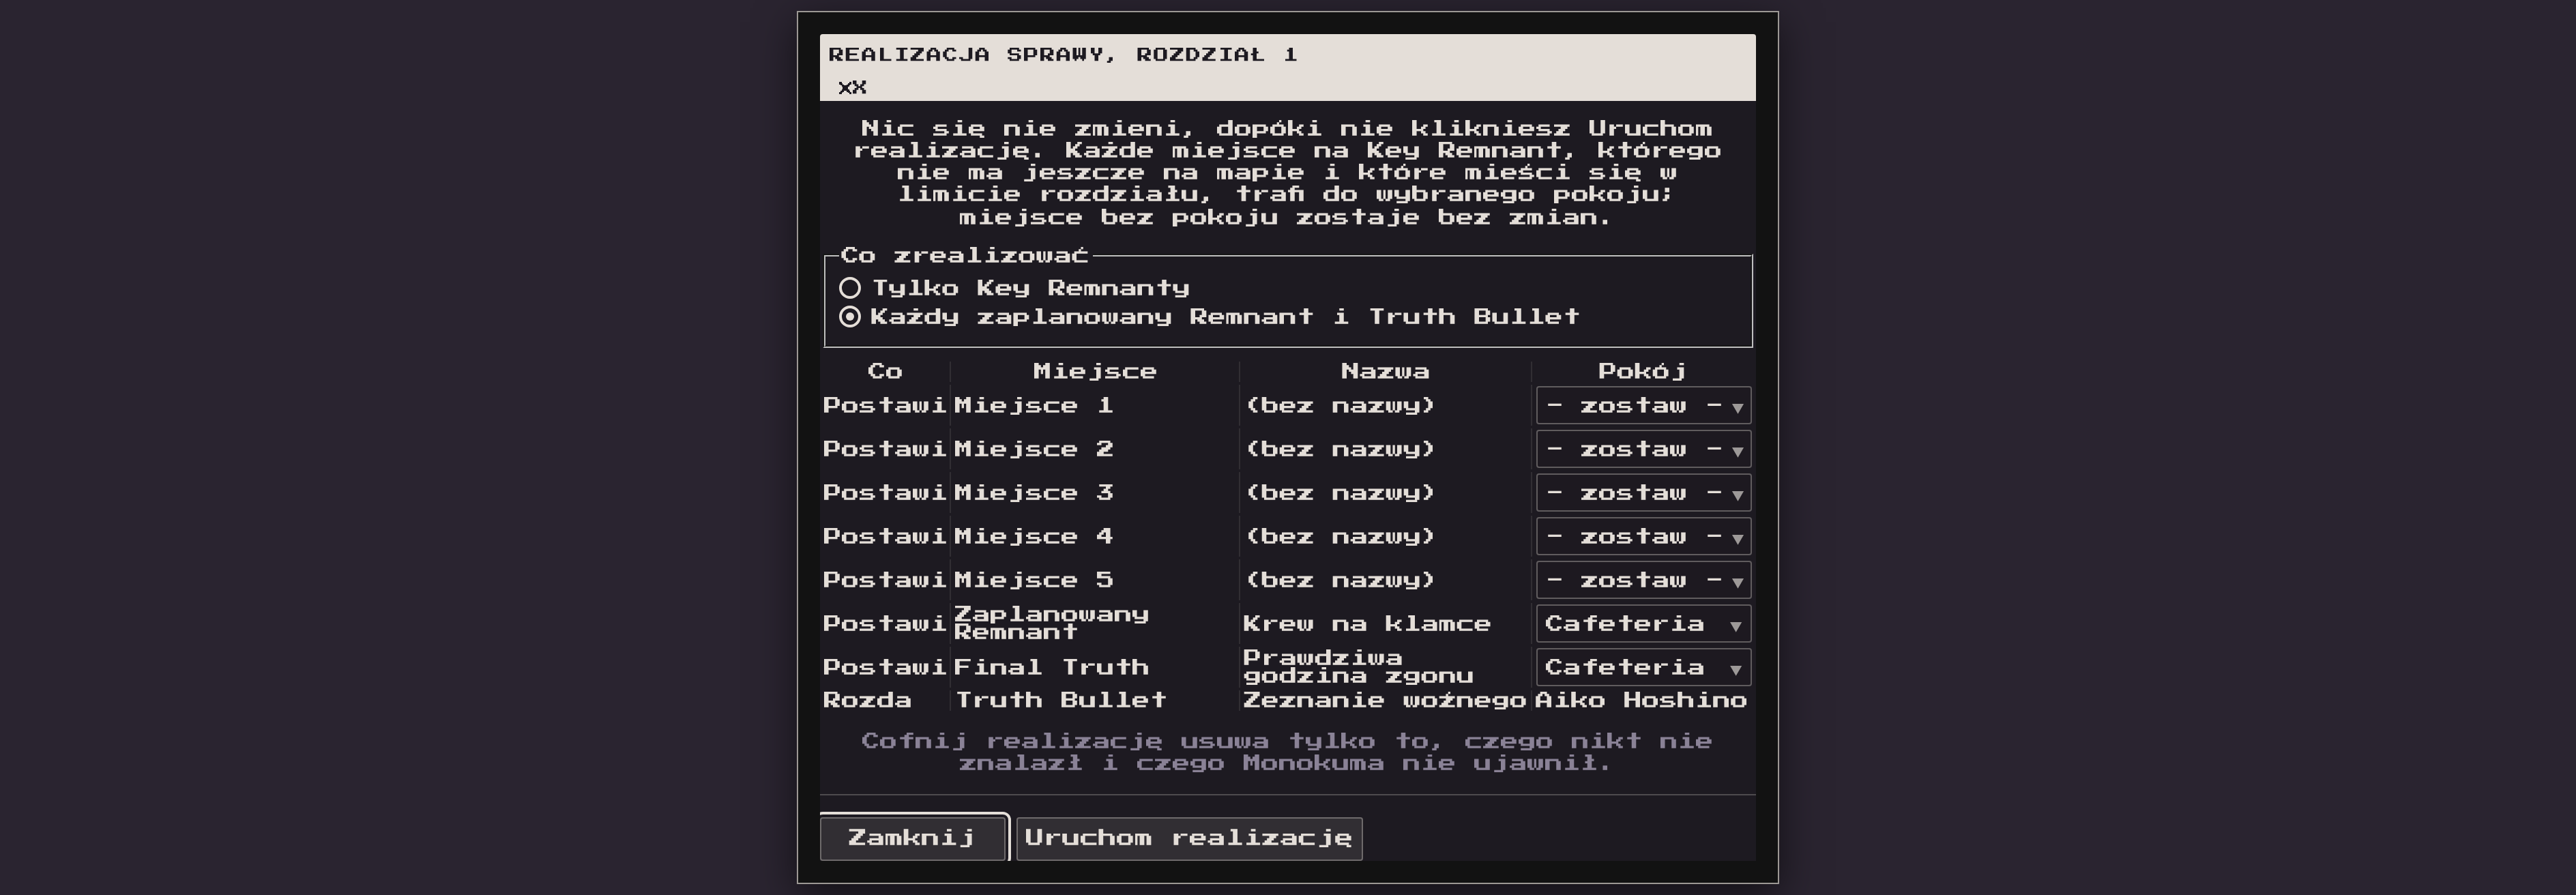 REALIZACJA SPRAWY, ROZDZIAŁ 1
xX
Nic się nie zmieni, dopóki nie klikniesz Uruchom
realizację. Każde miejsce na Key Remnant, którego
nie ma jeszcze na mapie i które mieści się w
limicie rozdziału, trafi do wybranego pokoju;
miejsce bez pokoju zostaje bez zmian.
Co zrealizować
Tylko Key Remnanty
Każdy zaplanowany Remnant i Truth Bullet
Co Miejsce Nazwa Pokój
Postawi Miejsce 1 (bez nazwy) - zostaw -
Postawi Miejsce 2 (bez nazwy) - zostaw -
Postawi Miejsce 3 (bez nazwy) - zostaw -
Postawi Miejsce 4 (bez nazwy) - zostaw -
Postawi Miejsce 5 (bez nazwy) - zostaw -
Postawi Zaplanowany Remnant Krew na klamce Cafeteria
Postawi Final Truth Prawdziwa godzina zgonu Cafeteria
Rozda Truth Bullet Zeznanie woźnego Aiko Hoshino
Cofnij realizację usuwa tylko to, czego nikt nie
znalazł i czego Monokuma nie ujawnił.
Zamknij Uruchom realizację